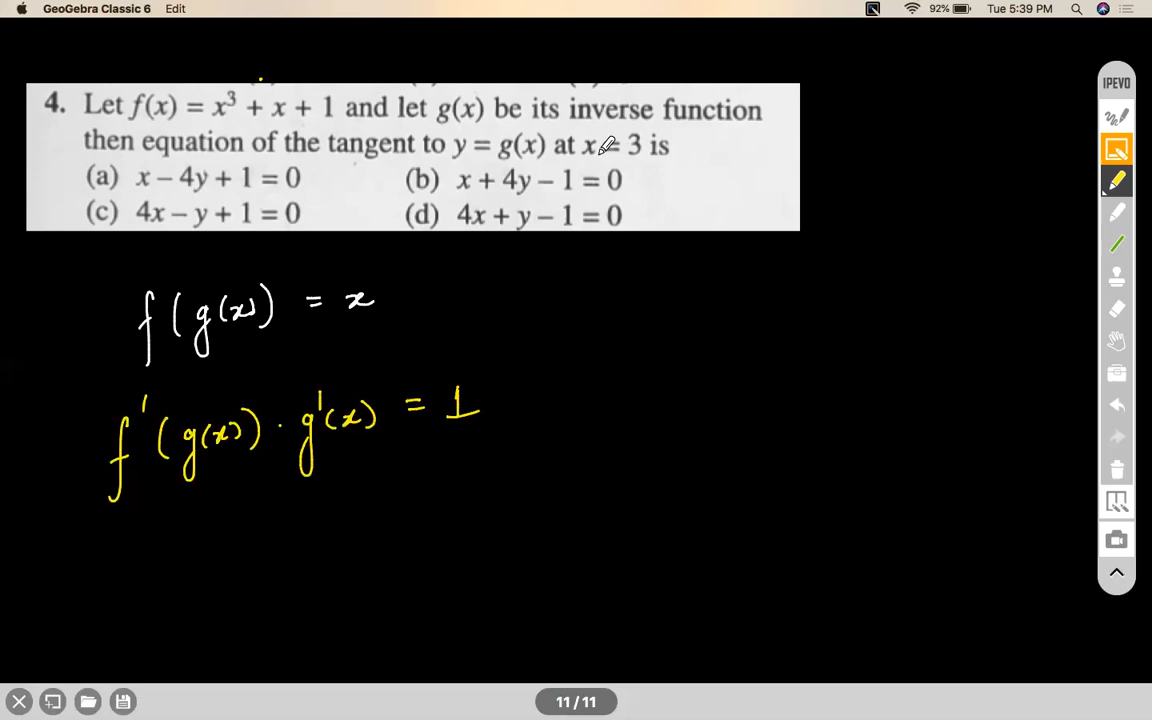 GeoGebra Classic 6 Edit 92% Tue 5:39 PM
IPEVO
4. Let f(x) = x³ + x + 1 and let g(x) be its inverse function
then equation of the tangent to y = g(x) at x = 3 is
(a) x − 4y + 1 = 0 (b) x + 4y − 1 = 0
(c) 4x − y + 1 = 0 (d) 4x + y − 1 = 0
f(g(x)) = x
f'(g(x)) · g'(x) = 1
11/11